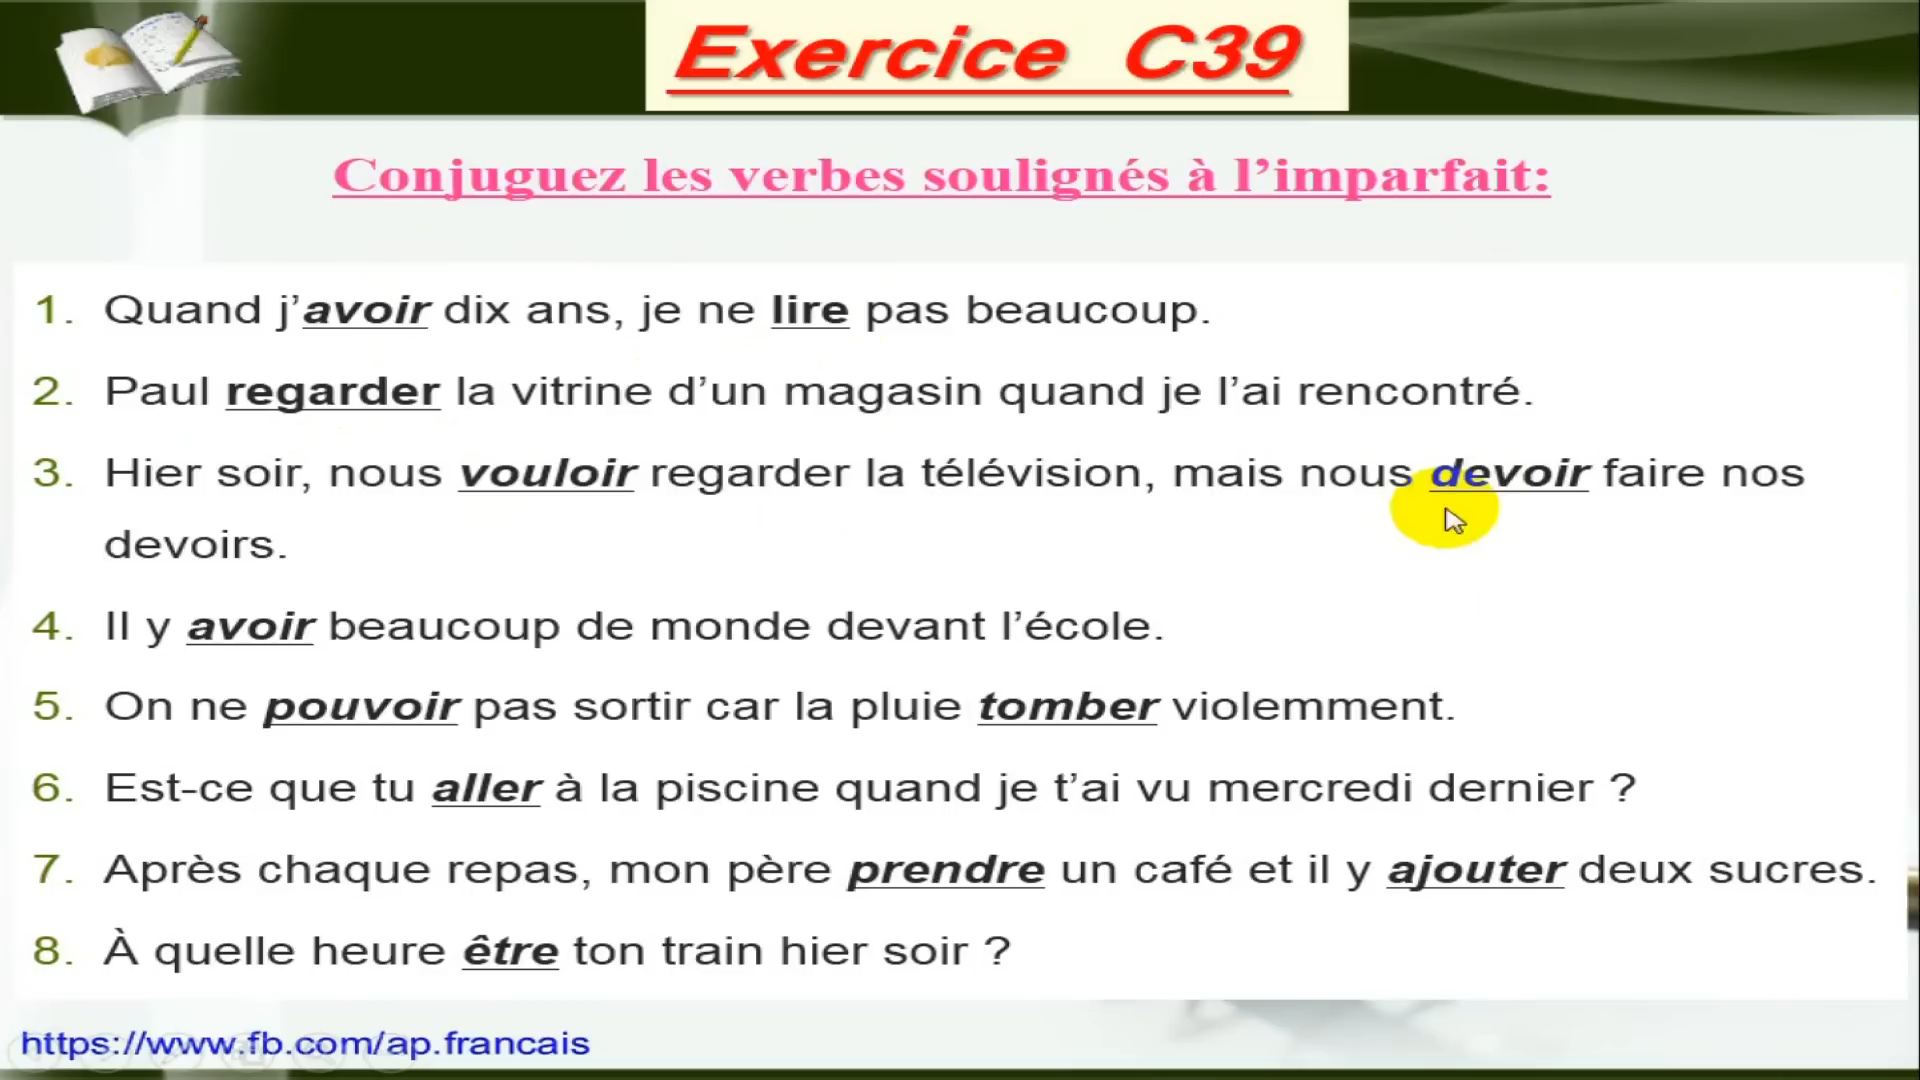 Exercice C39
Conjuguez les verbes soulignés à l’imparfait:
1. Quand j’avoir dix ans, je ne lire pas beaucoup.
2. Paul regarder la vitrine d’un magasin quand je l’ai rencontré.
3. Hier soir, nous vouloir regarder la télévision, mais nous devoir faire nos
devoirs.
4. Il y avoir beaucoup de monde devant l’école.
5. On ne pouvoir pas sortir car la pluie tomber violemment.
6. Est-ce que tu aller à la piscine quand je t’ai vu mercredi dernier ?
7. Après chaque repas, mon père prendre un café et il y ajouter deux sucres.
8. À quelle heure être ton train hier soir ?
https://www.fb.com/ap.francais